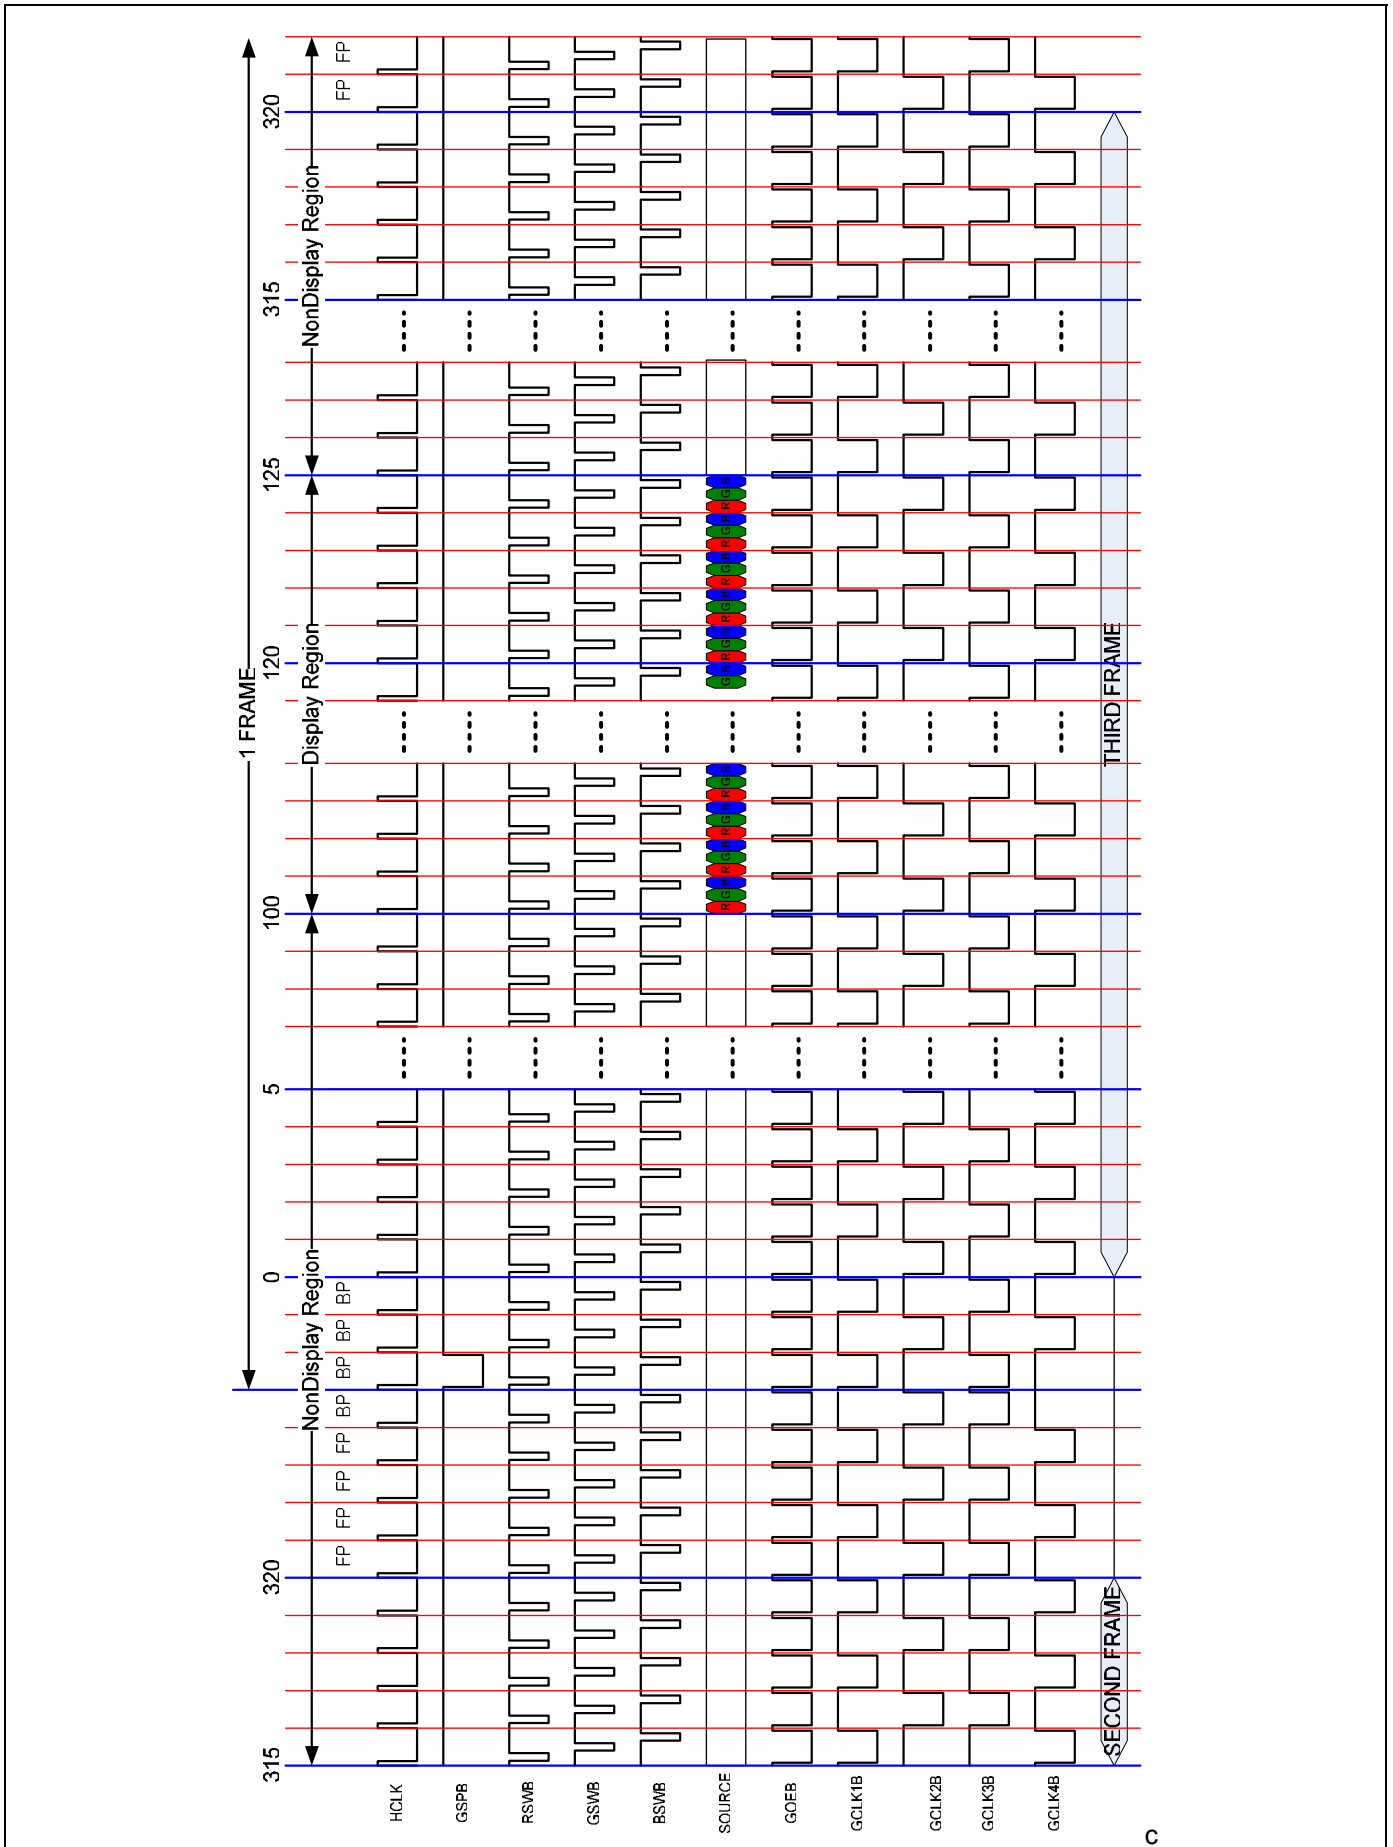 1 FRAME
315 320 0 5 100 120 125 315 320
NonDisplay Region Display Region NonDisplay Region
FP FP FP FP BP BP BP BP FP FP
HCLK
GSPB
RSWB
GSWB
BSWB
SOURCE R G B R G B R G B R G B G B R G B R G B R G B R G B R G B
GOEB
GCLK1B
GCLK2B
GCLK3B
GCLK4B
SECOND FRAME THIRD FRAME
c